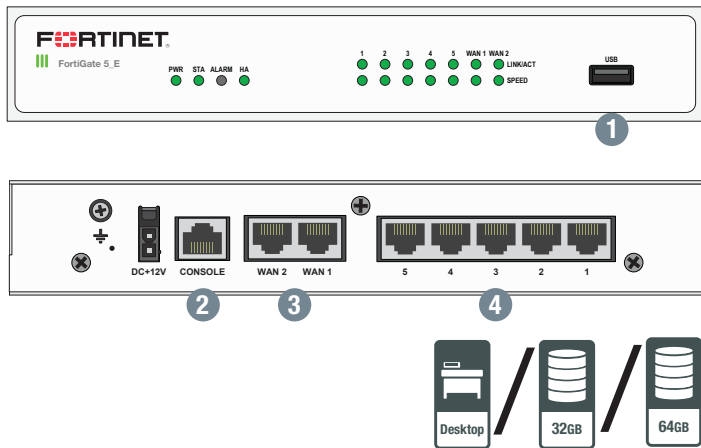 FORTINET
FortiGate 5_E
PWR STA ALARM HA
1 2 3 4 5 WAN 1 WAN 2
LINK/ACT
SPEED
USB
1
DC+12V CONSOLE WAN 2 WAN 1 5 4 3 2 1
2 3 4
Desktop 32GB 64GB